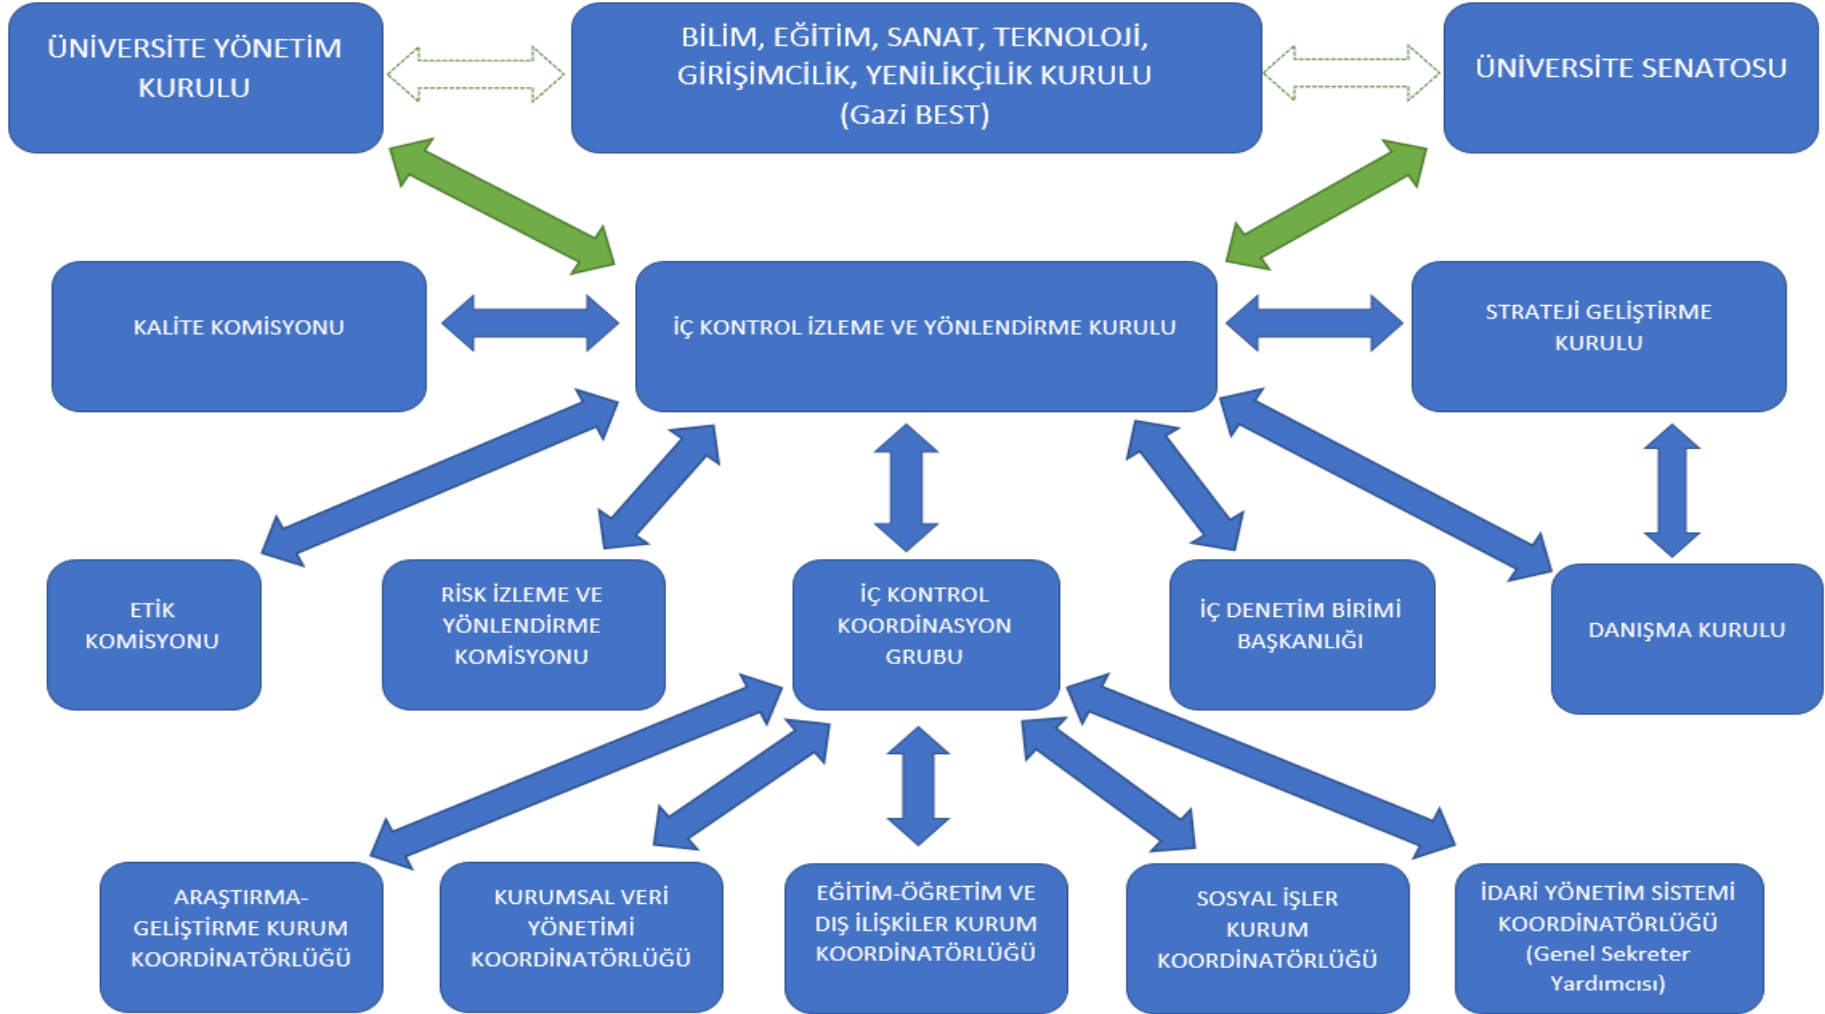 ÜNİVERSİTE YÖNETİM
KURULU
BİLİM, EĞİTİM, SANAT, TEKNOLOJİ,
GİRİŞİMCİLİK, YENİLİKÇİLİK KURULU
(Gazi BEST)
ÜNİVERSİTE SENATOSU
KALİTE KOMİSYONU
İÇ KONTROL İZLEME VE YÖNLENDİRME KURULU
STRATEJİ GELİŞTİRME
KURULU
ETİK
KOMİSYONU
RİSK İZLEME VE
YÖNLENDİRME
KOMİSYONU
İÇ KONTROL
KOORDİNASYON
GRUBU
İÇ DENETİM BİRİMİ
BAŞKANLIĞI
DANIŞMA KURULU
ARAŞTIRMA-
GELİŞTİRME KURUM
KOORDİNATÖRLÜĞÜ
KURUMSAL VERİ
YÖNETİMİ
KOORDİNATÖRLÜĞÜ
EĞİTİM-ÖĞRETİM VE
DIŞ İLİŞKİLER KURUM
KOORDİNATÖRLÜĞÜ
SOSYAL İŞLER
KURUM
KOORDİNATÖRLÜĞÜ
İDARİ YÖNETİM SİSTEMİ
KOORDİNATÖRLÜĞÜ
(Genel Sekreter
Yardımcısı)